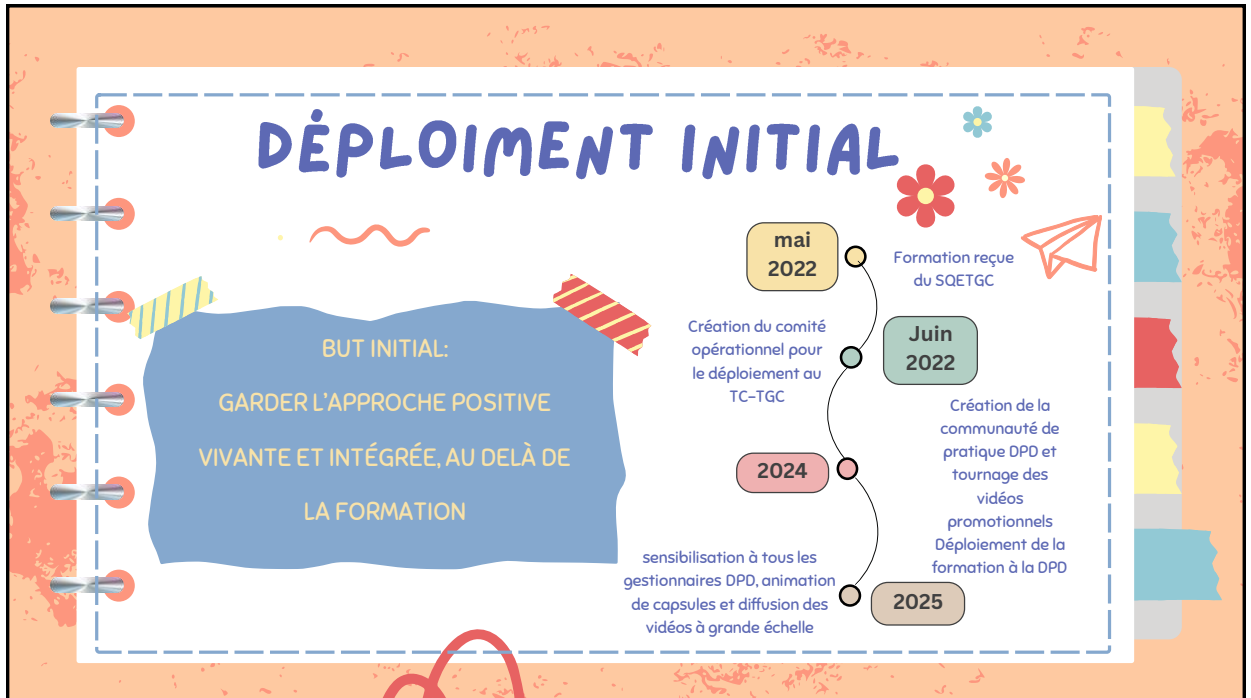 DÉPLOIMENT INITIAL
BUT INITIAL:
GARDER L'APPROCHE POSITIVE
VIVANTE ET INTÉGRÉE, AU DELÀ DE
LA FORMATION
mai
2022
Formation reçue
du SQETGC
Juin
2022
Création du comité
opérationnel pour
le déploiement au
TC-TGC
2024
Création de la
communauté de
pratique DPD et
tournage des
vidéos
promotionnels
Déploiement de la
formation à la DPD
2025
sensibilisation à tous les
gestionnaires DPD, animation
de capsules et diffusion des
vidéos à grande échelle